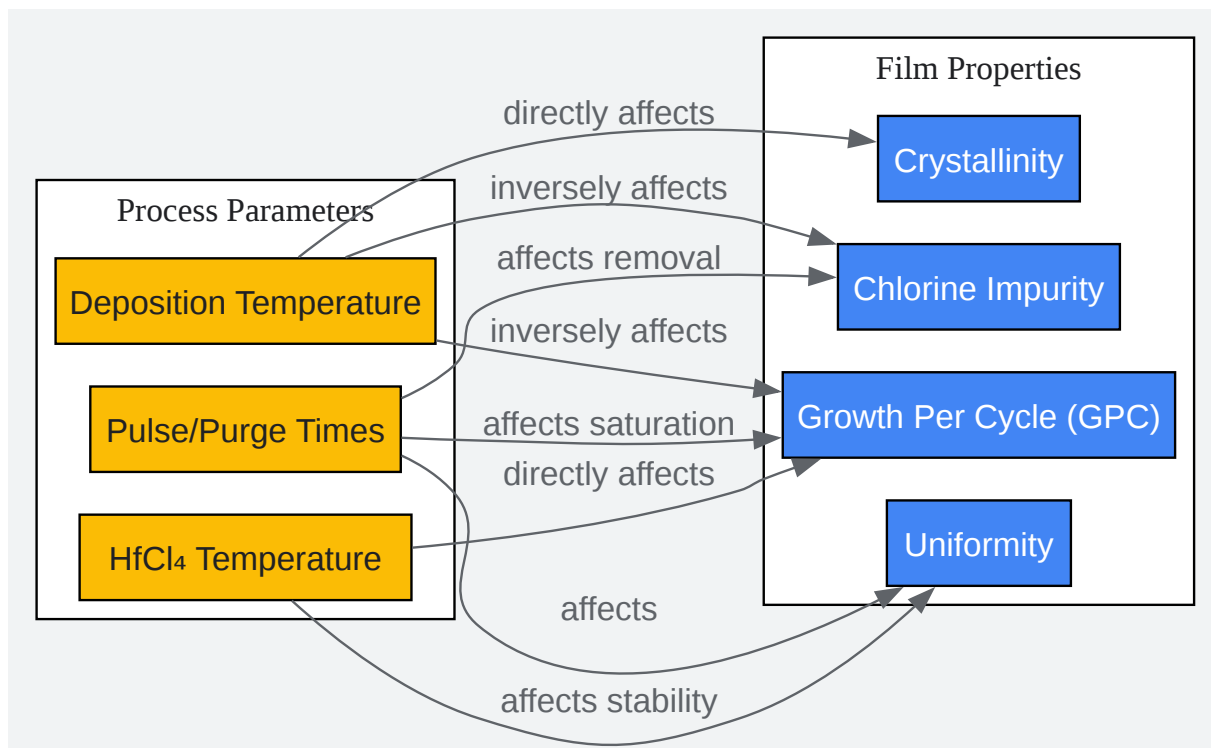 Film Properties
directly affects
Crystallinity
inversely affects
Process Parameters
affects removal
Chlorine Impurity
Deposition Temperature
inversely affects
Growth Per Cycle (GPC)
Pulse/Purge Times
affects saturation
directly affects
HfCl₄ Temperature
Uniformity
affects
affects stability